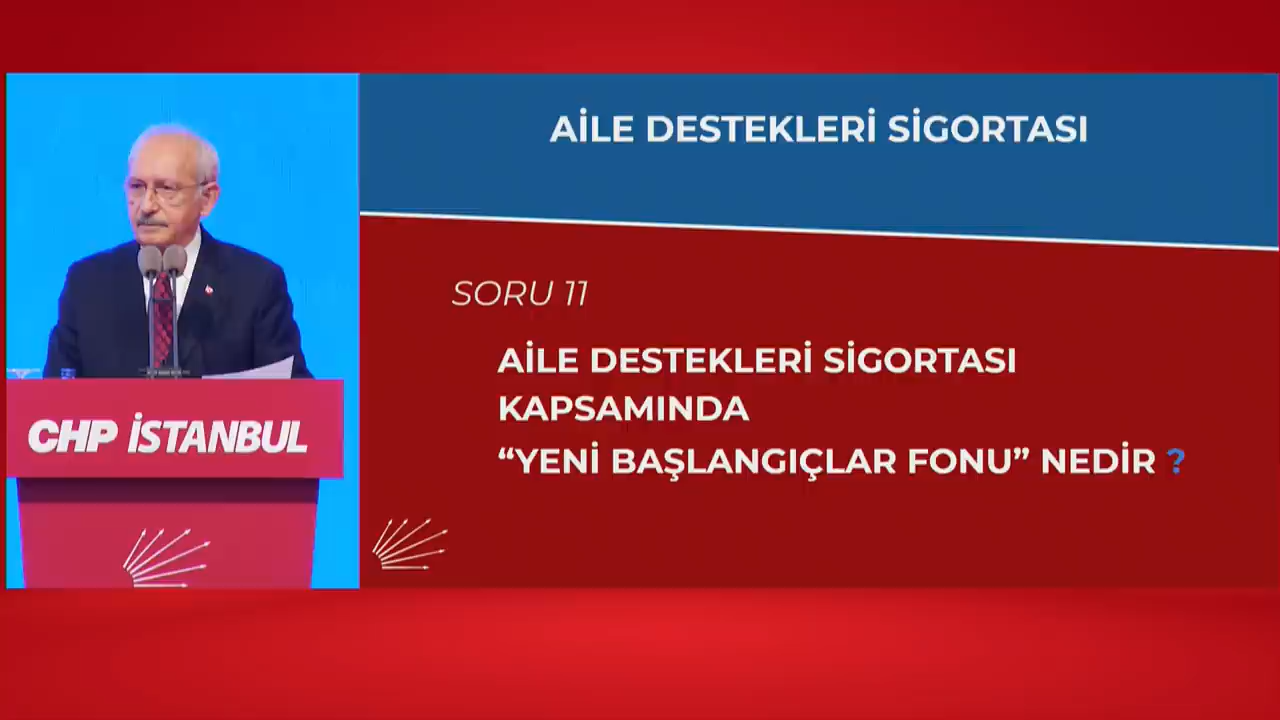 AİLE DESTEKLERİ SİGORTASI
SORU 11
AİLE DESTEKLERİ SİGORTASI
KAPSAMINDA
“YENİ BAŞLANGIÇLAR FONU” NEDİR ?
CHP İSTANBUL